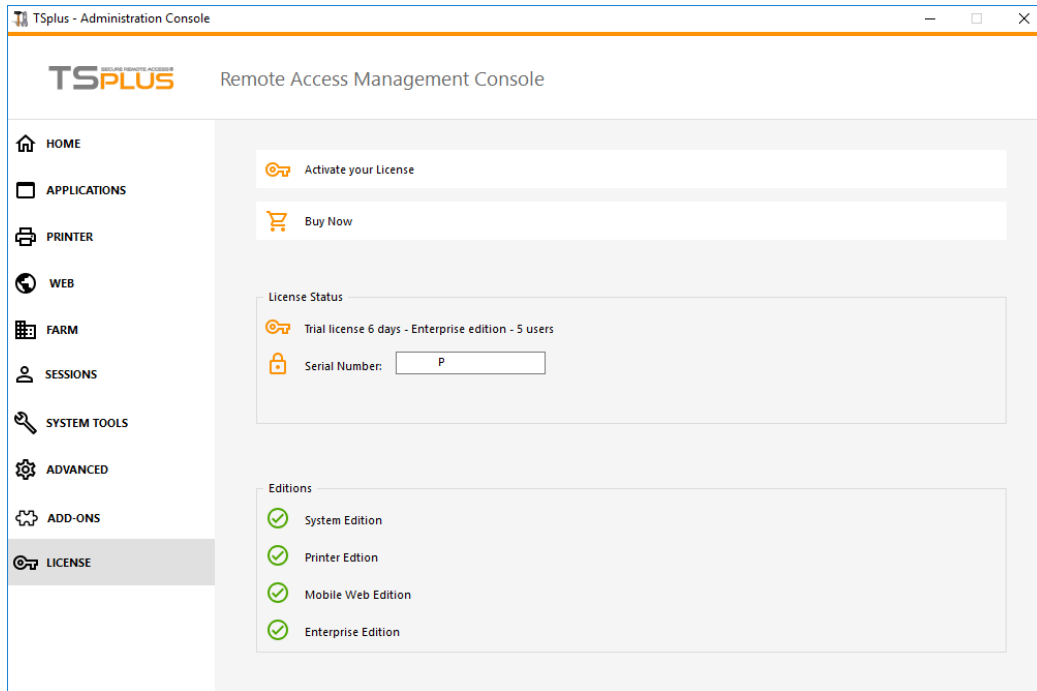 TSplus - Administration Console
SECURE REMOTE ACCESS®
TSPLUS
Remote Access Management Console
HOME
APPLICATIONS
PRINTER
WEB
FARM
SESSIONS
SYSTEM TOOLS
ADVANCED
ADD-ONS
LICENSE
Activate your License
Buy Now
License Status
Trial license 6 days - Enterprise edition - 5 users
Serial Number: P
Editions
System Edition
Printer Edtion
Mobile Web Edition
Enterprise Edition